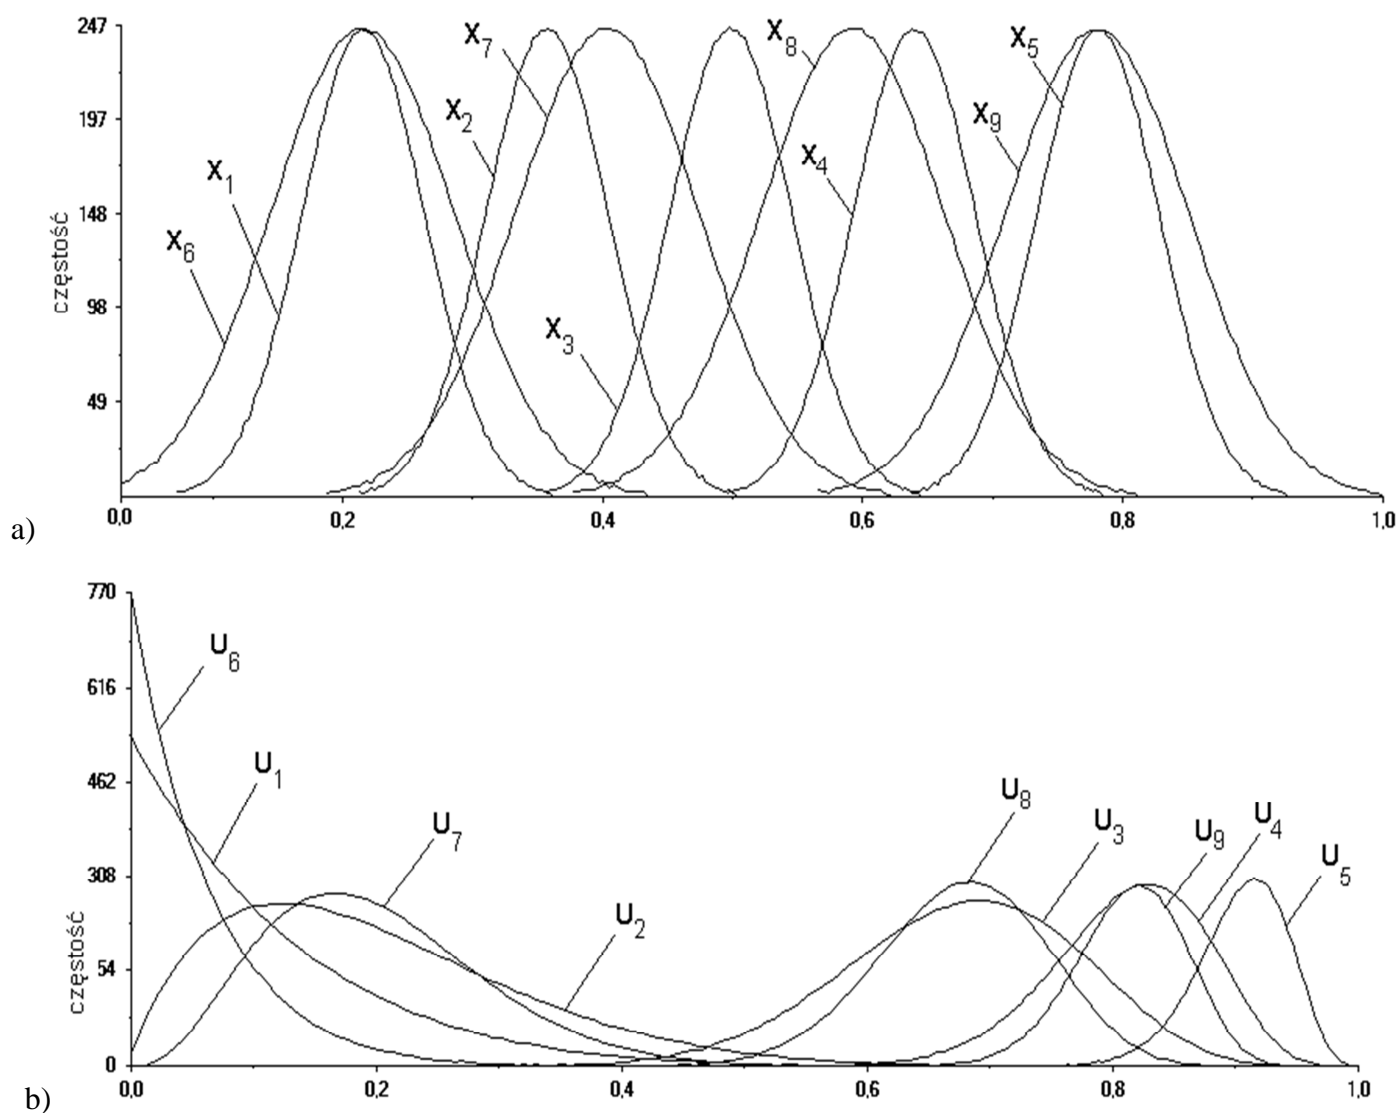 247
197
148
98
49
częstość
X6
X1
X2
X7
X3
X8
X4
X9
X5
0,0
0,2
0,4
0,6
0,8
1,0
a)
770
616
462
308
54
0
częstość
U6
U1
U7
U2
U8
U3
U9
U4
U5
0,0
0,2
0,4
0,6
0,8
1,0
b)